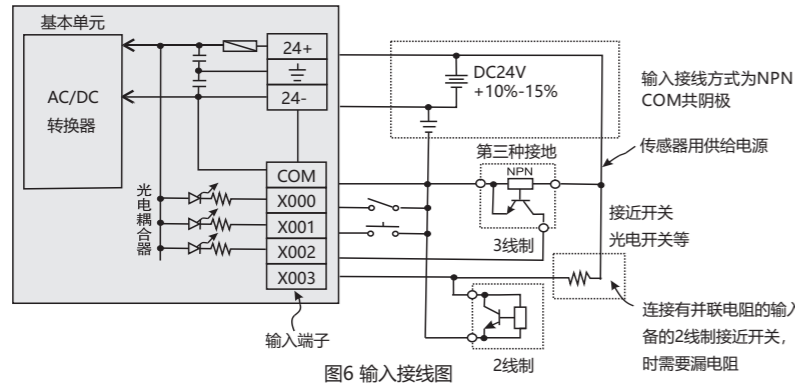 基本单元
24+
24-
AC/DC
转换器
DC24V
+10%-15%
输入接线方式为NPN
COM共阴极
传感器用供给电源
第三种接地
NPN
COM
X000
X001
X002
X003
光电耦合器
3线制
接近开关
光电开关等
输入端子
2线制
连接有并联电阻的输入
备的2线制接近开关，
时需要漏电阻
图6 输入接线图